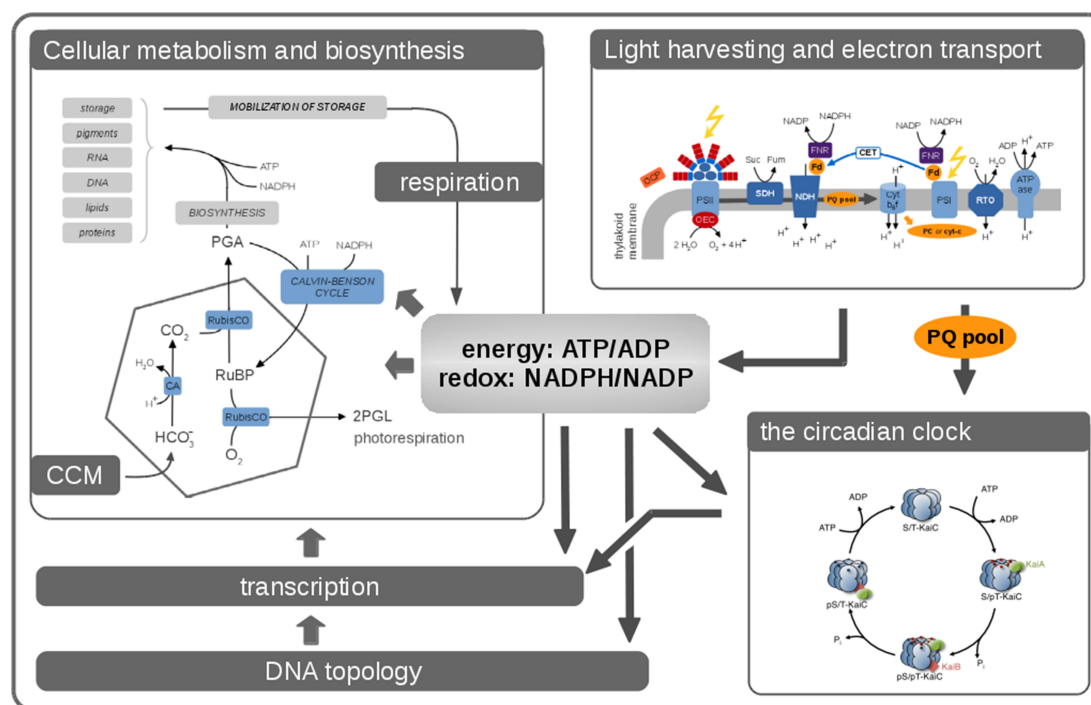 Cellular metabolism and biosynthesis
storage
pigments
RNA
DNA
lipids
proteins
MOBILIZATION OF STORAGE
respiration
ATP
NADPH
BIOSYNTHESIS
PGA
ATP
NADPH
CALVIN-BENSON
CYCLE
CO2
RubisCO
H2O
CA
H+
RuBP
HCO3-
RubisCO
O2
2PGL
photorespiration
CCM
energy: ATP/ADP
redox: NADPH/NADP
Light harvesting and electron transport
thylakoid
membrane
OCP
PSII
OEC
2 H2O
O2 + 4 H+
Suc
Fum
SDH
NADP
NADPH
FNR
Fd
NDH
H+
H+
H+
H+
CET
PQ pool
H+
Cyt
b6f
H+
H+
PC or cyt-c
NADP
NADPH
FNR
Fd
PSI
O2
H2O
RTO
H+
ADP
H+
ATP
ATP
ase
H+
PQ pool
the circadian clock
ADP
ATP
S/T-KaiC
ATP
ADP
KaiA
S/pT-KaiC
pS/T-KaiC
Pi
Pi
KaiB
pS/pT-KaiC
transcription
DNA topology